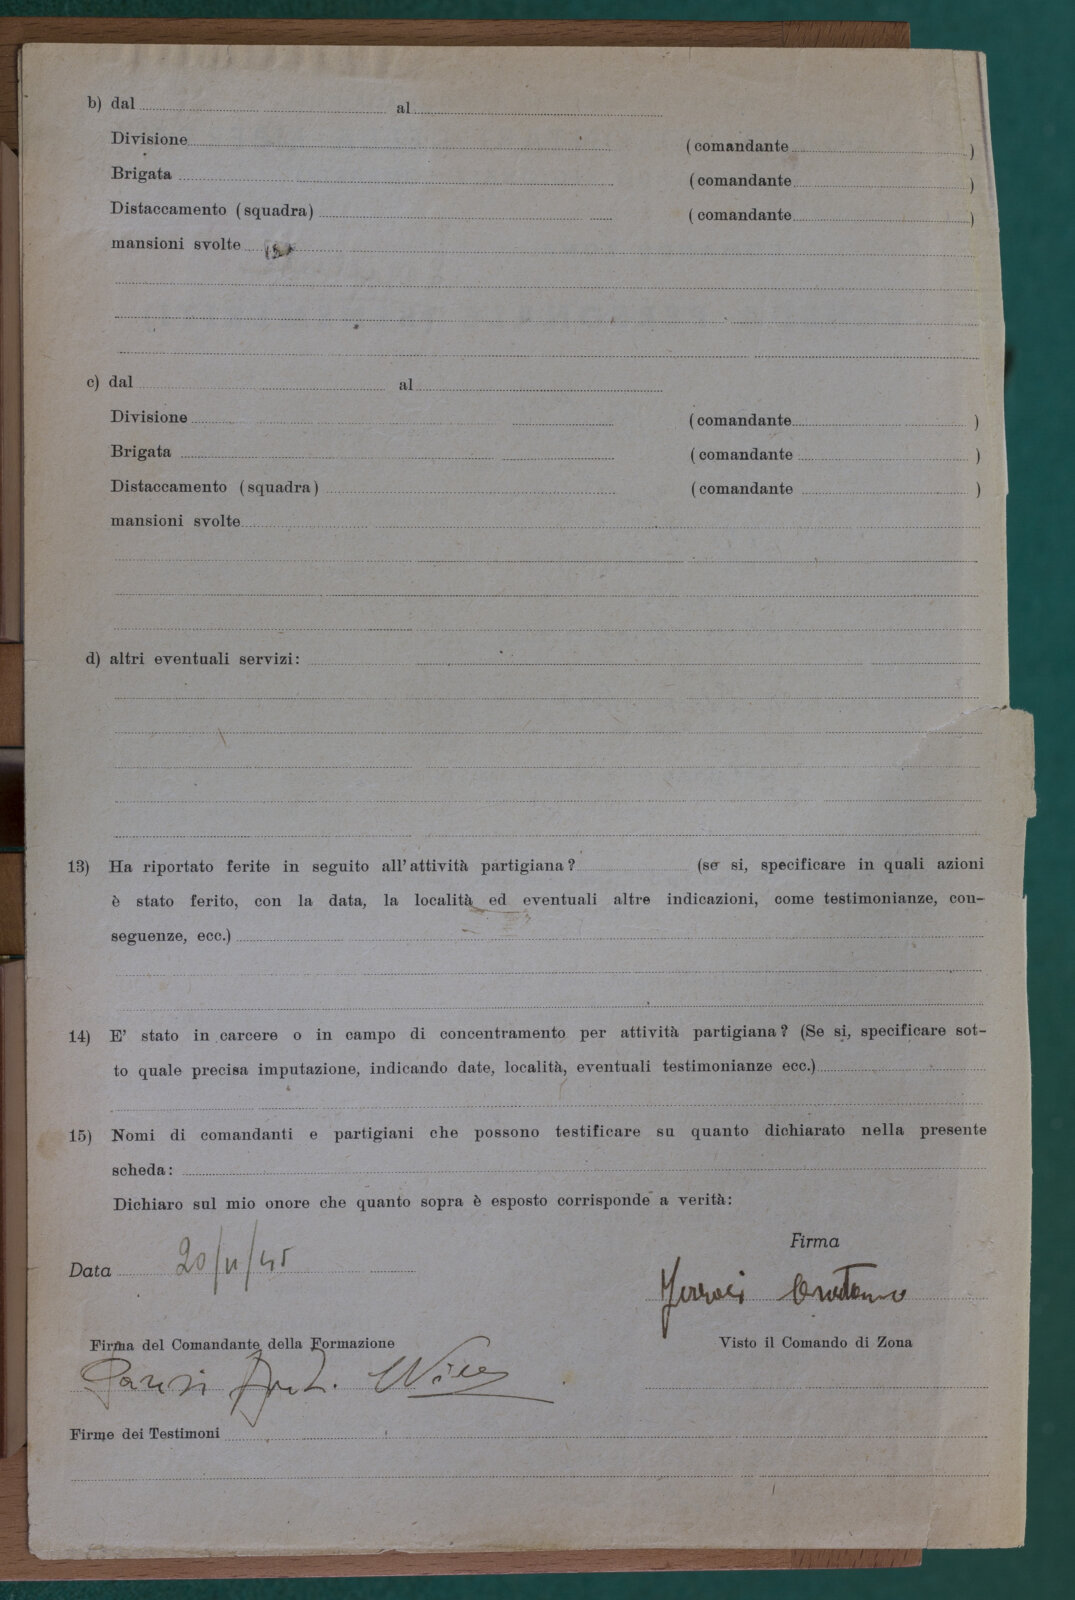 b) dal al
Divisione (comandante )
Brigata (comandante )
Distaccamento (squadra) (comandante )
mansioni svolte
c) dal al
Divisione (comandante )
Brigata (comandante )
Distaccamento (squadra) (comandante )
mansioni svolte
d) altri eventuali servizi:
13) Ha riportato ferite in seguito all'attività partigiana? (se si, specificare in quali azioni
è stato ferito, con la data, la località ed eventuali altre indicazioni, come testimonianze, con-
seguenze, ecc.)
14) E' stato in carcere o in campo di concentramento per attività partigiana? (Se si, specificare sot-
to quale precisa imputazione, indicando date, località, eventuali testimonianze ecc.)
15) Nomi di comandanti e partigiani che possono testificare su quanto dichiarato nella presente
scheda:
Dichiaro sul mio onore che quanto sopra è esposto corrisponde a verità:
Firma
Data 20/11/45
Firma del Comandante della Formazione Visto il Comando di Zona
Firme dei Testimoni